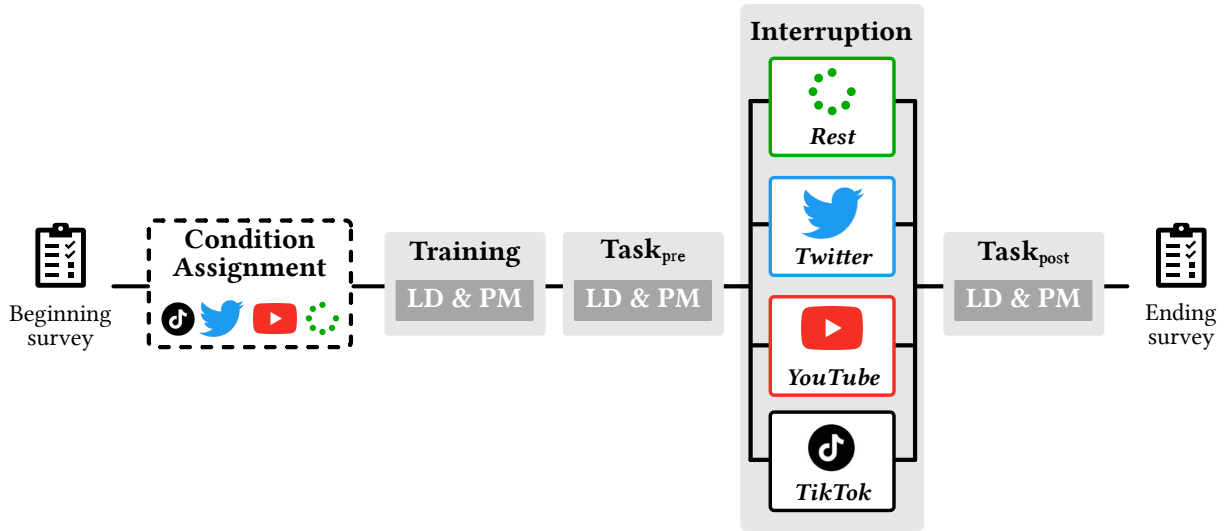 Beginning
survey
Condition
Assignment
Training
LD & PM
Task_pre
LD & PM
Interruption
Rest
Twitter
YouTube
TikTok
Task_post
LD & PM
Ending
survey